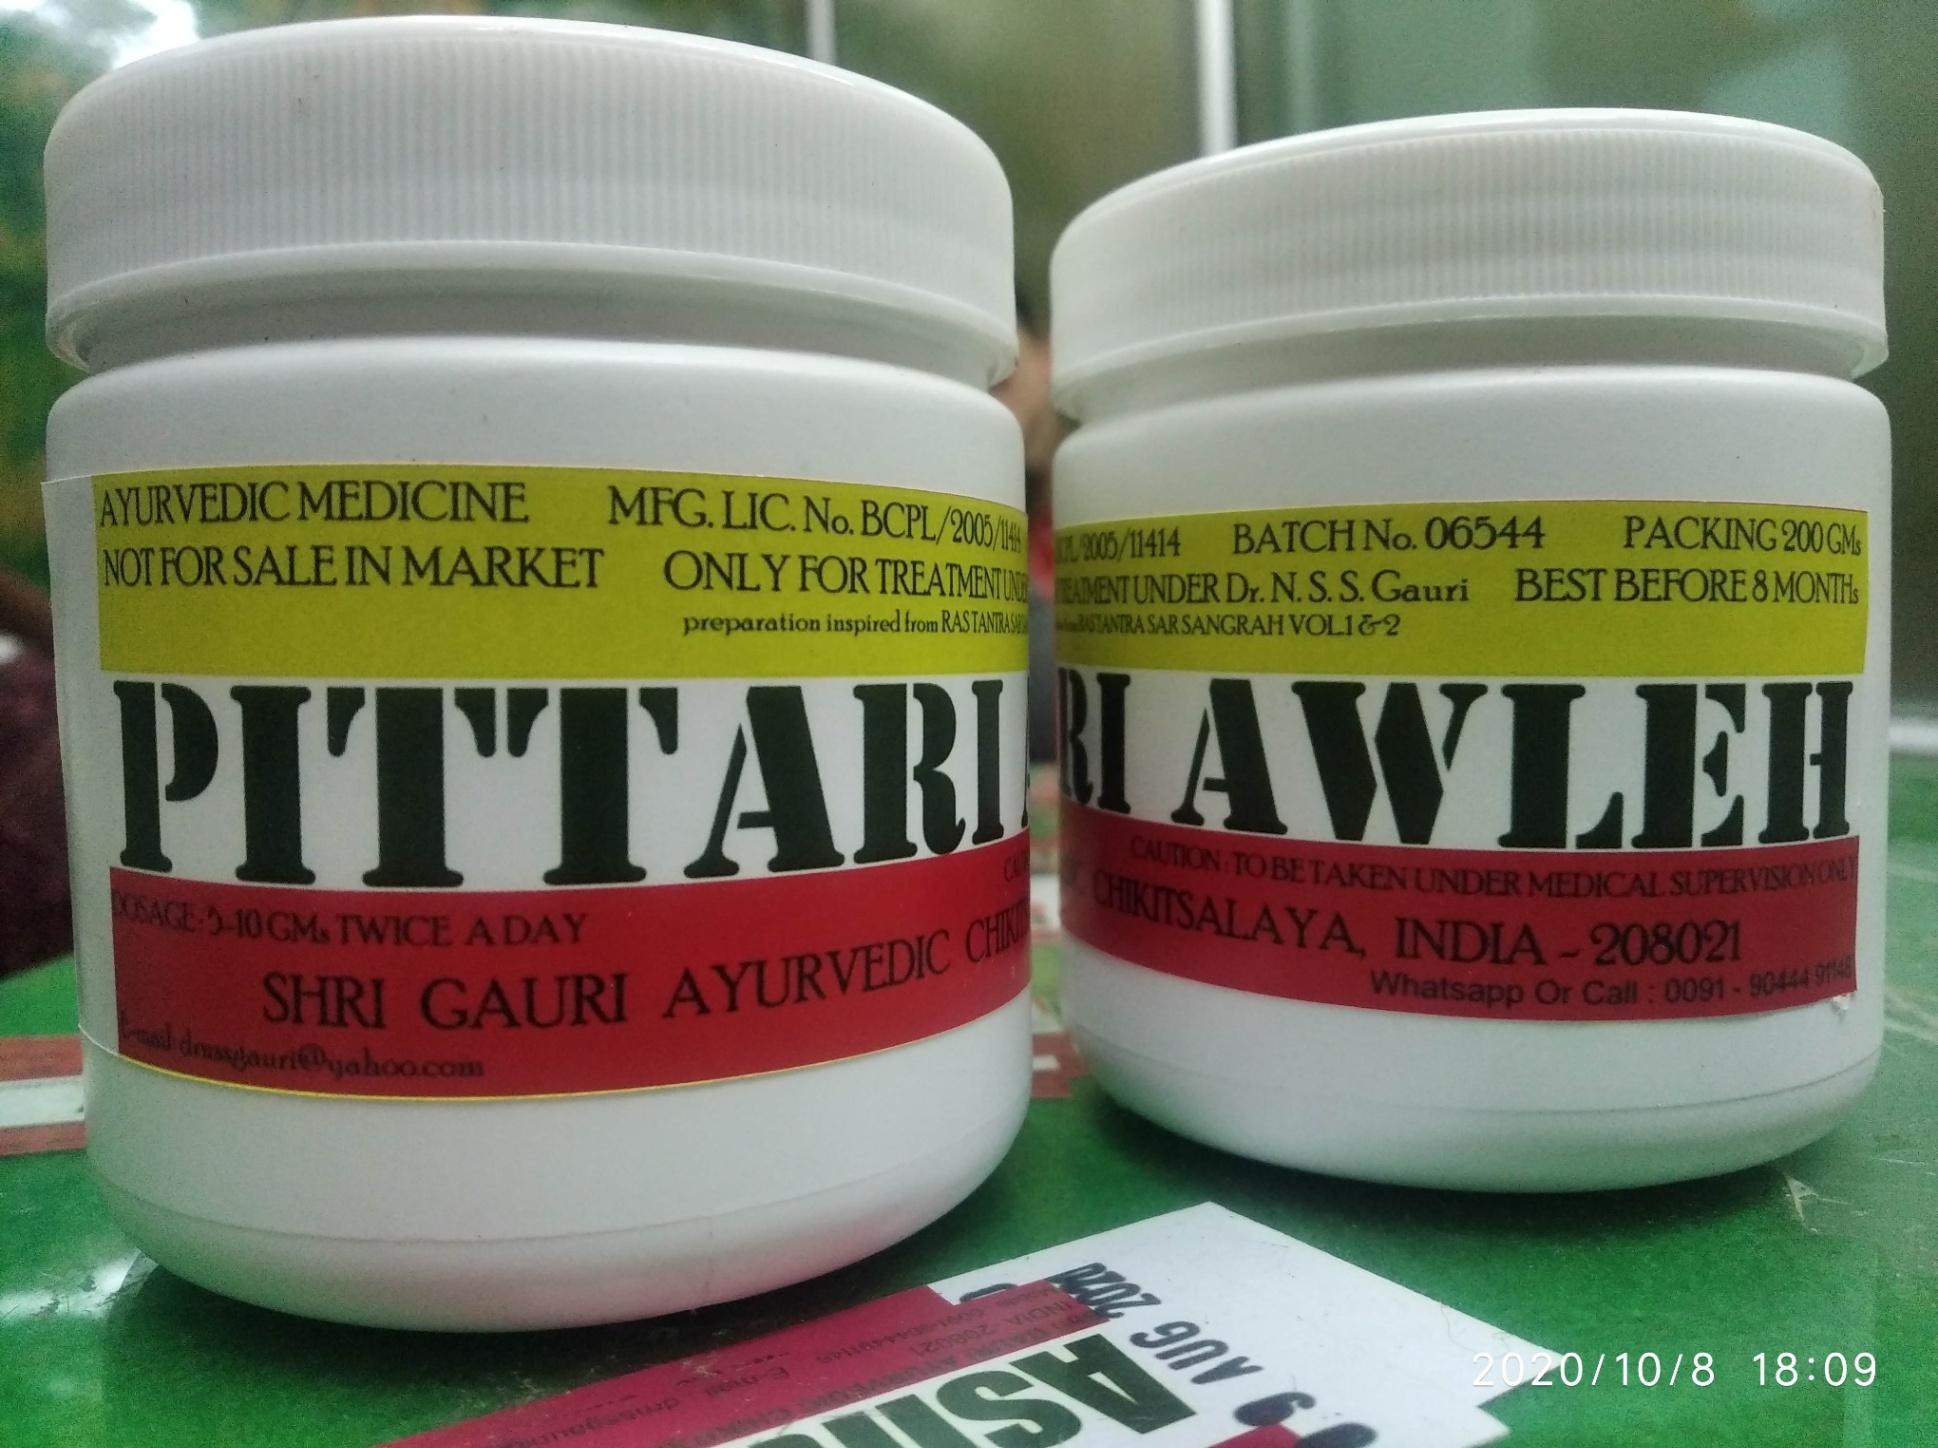 AYURVEDIC MEDICINE MFG. LIC. No. BCPL/2005/11414
NOT FOR SALE IN MARKET ONLY FOR TREATMENT UNDER
preparation inspired from RAS TANTRA SAR
PITTARI
DOSAGE: 5-10 GMs TWICE A DAY
SHRI GAURI AYURVEDIC
E-mail: drnssgauri@yahoo.com
/2005/11414 BATCH No. 06544 PACKING 200 GMs
TREATMENT UNDER Dr. N. S. S. Gauri BEST BEFORE 8 MONTHs
RAS TANTRA SAR SANGRAH VOL.1 & 2
RI AWLEH
CAUTION : TO BE TAKEN UNDER MEDICAL SUPERVISION ONLY
CHIKITSALAYA, INDIA ~ 208021
Whatsapp Or Call : 0091 - 90444 91148
9 AUG 2020
INDIA - 208021
2020/10/8 18:09